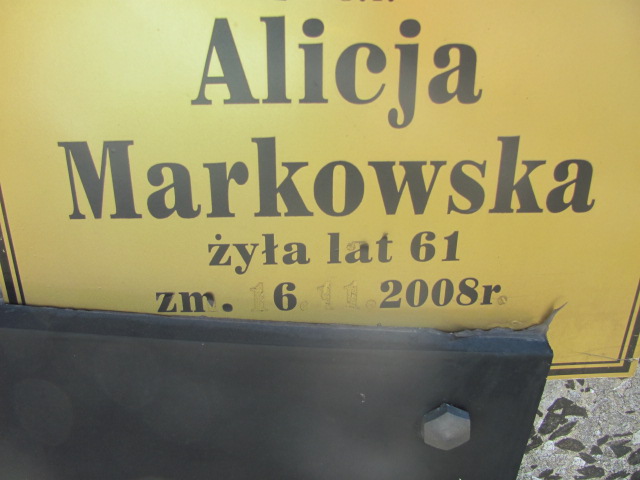 Alicja
Markowska
żyła lat 61
zm. 16.11.2008r.